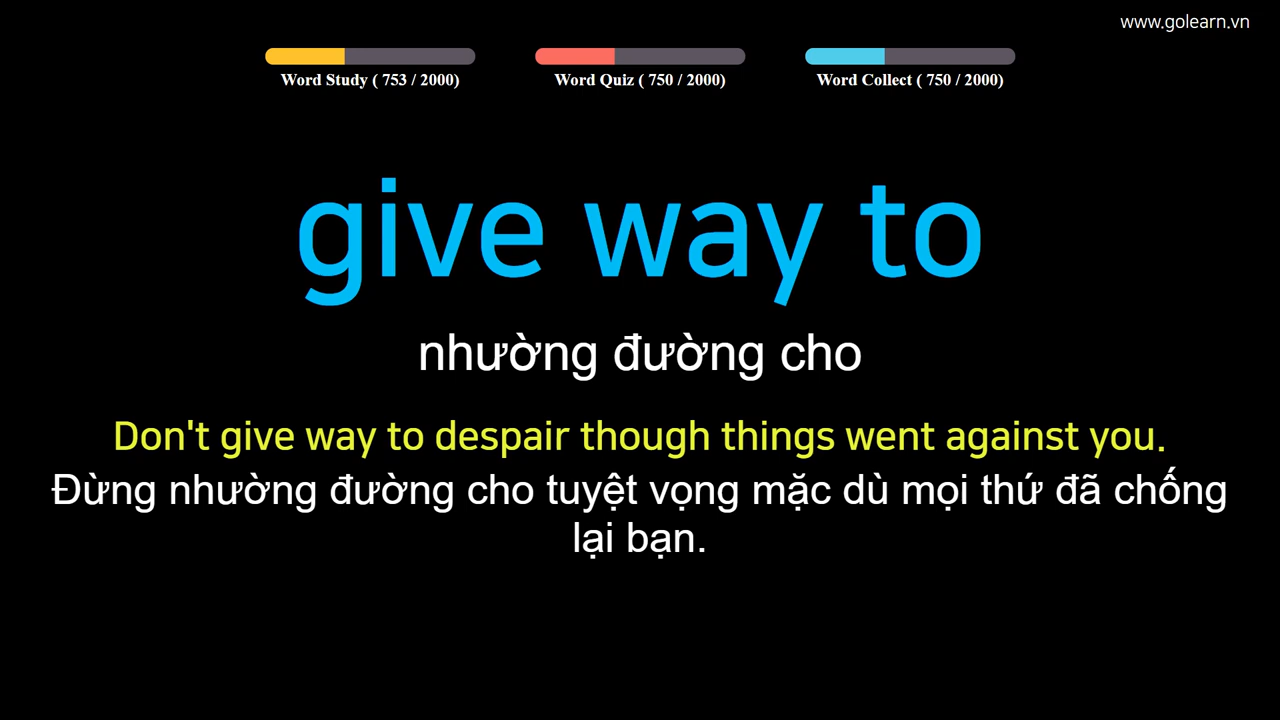 www.golearn.vn
Word Study ( 753 / 2000)
Word Quiz ( 750 / 2000)
Word Collect ( 750 / 2000)
give way to
nhường đường cho
Don't give way to despair though things went against you.
Đừng nhường đường cho tuyệt vọng mặc dù mọi thứ đã chống
lại bạn.